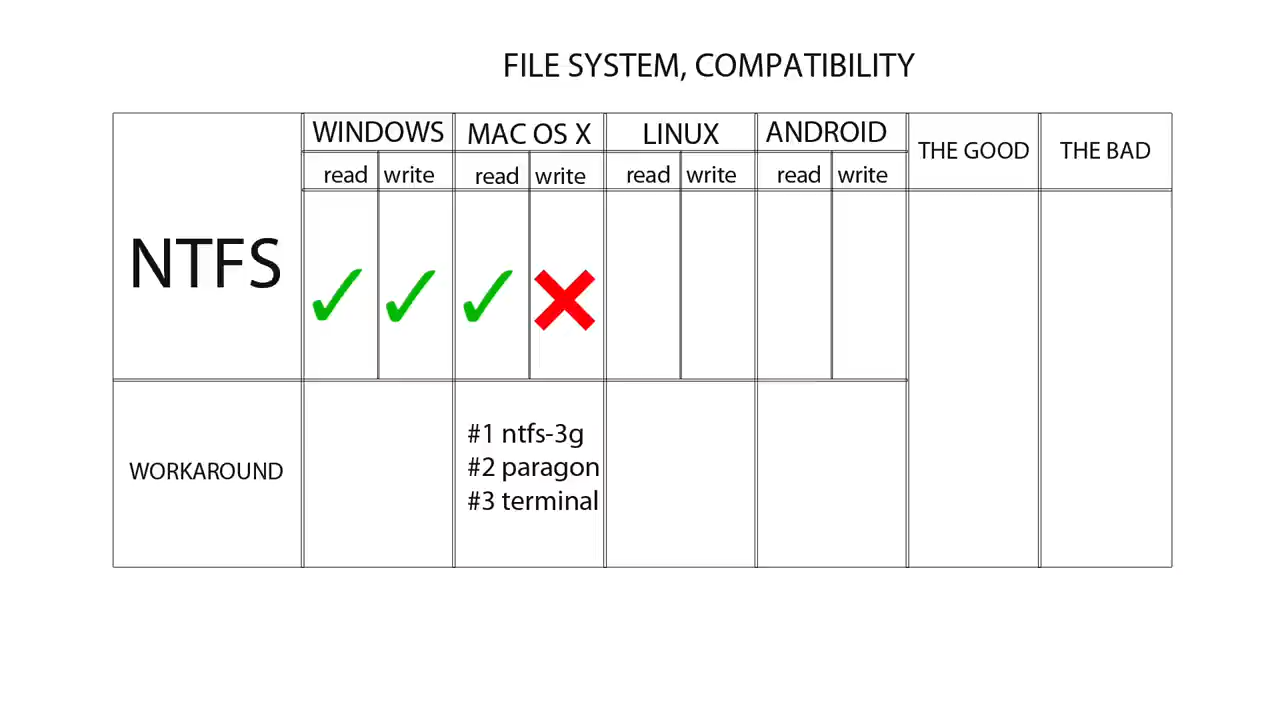 FILE SYSTEM, COMPATIBILITY
WINDOWS MAC OS X LINUX ANDROID THE GOOD THE BAD
read write read write read write read write
NTFS
WORKAROUND
#1 ntfs-3g
#2 paragon
#3 terminal